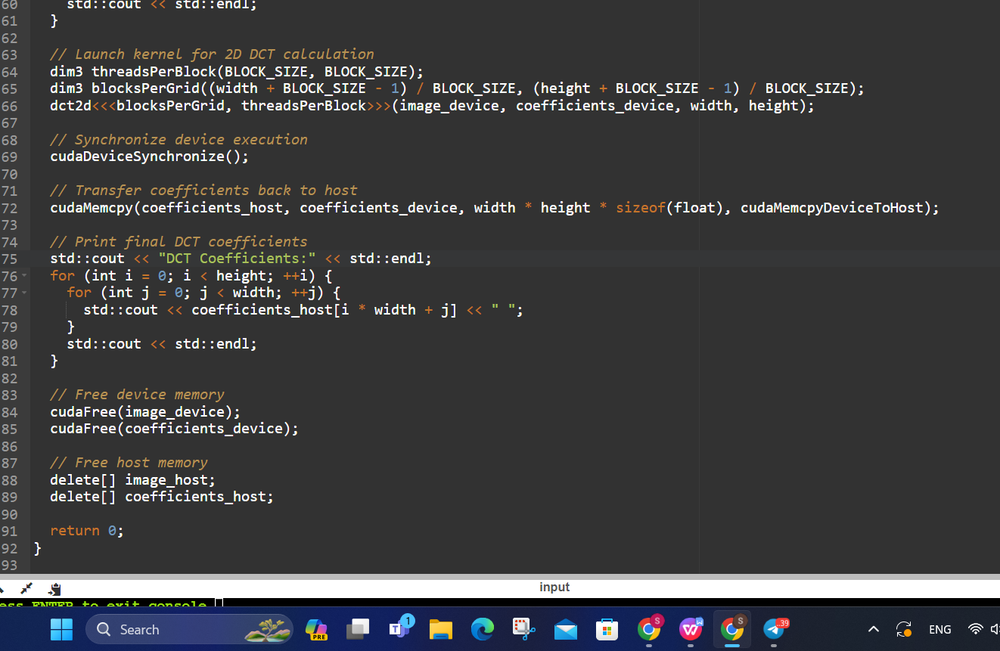 60     std::cout << std::endl;
61   }
62
63   // Launch kernel for 2D DCT calculation
64   dim3 threadsPerBlock(BLOCK_SIZE, BLOCK_SIZE);
65   dim3 blocksPerGrid((width + BLOCK_SIZE - 1) / BLOCK_SIZE, (height + BLOCK_SIZE - 1) / BLOCK_SIZE);
66   dct2d<<<blocksPerGrid, threadsPerBlock>>>(image_device, coefficients_device, width, height);
67
68   // Synchronize device execution
69   cudaDeviceSynchronize();
70
71   // Transfer coefficients back to host
72   cudaMemcpy(coefficients_host, coefficients_device, width * height * sizeof(float), cudaMemcpyDeviceToHost);
73
74   // Print final DCT coefficients
75   std::cout << "DCT Coefficients:" << std::endl;
76   for (int i = 0; i < height; ++i) {
77     for (int j = 0; j < width; ++j) {
78       std::cout << coefficients_host[i * width + j] << " ";
79     }
80     std::cout << std::endl;
81   }
82
83   // Free device memory
84   cudaFree(image_device);
85   cudaFree(coefficients_device);
86
87   // Free host memory
88   delete[] image_host;
89   delete[] coefficients_host;
90
91   return 0;
92 }
93
input
ess ENTER to exit console
Search
PRE
T
1
S
W
S
39
ENG